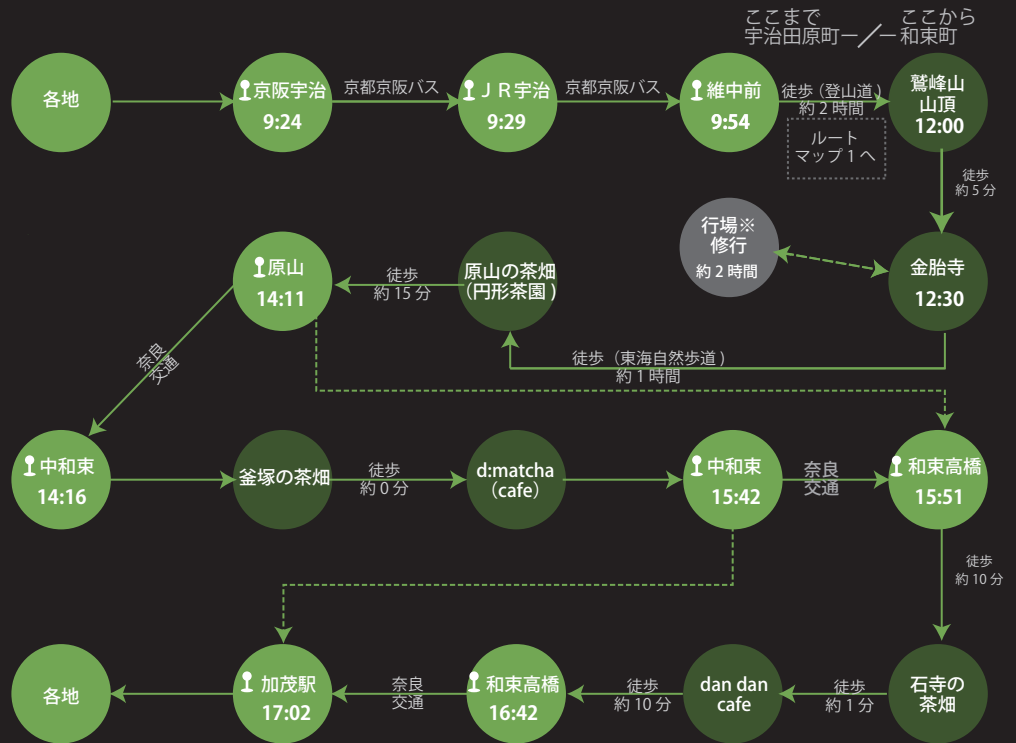 ここまで
宇治田原町ー／ー
ここから
和束町
各地
京阪宇治
9:24
京都京阪バス
ＪＲ宇治
9:29
京都京阪バス
維中前
9:54
徒歩（登山道）
約２時間
ルート
マップ１へ
鷲峰山
山頂
12:00
徒歩
約５分
金胎寺
12:30
行場※
修行
約２時間
徒歩（東海自然歩道）
約１時間
原山の茶畑
（円形茶園）
徒歩
約15分
原山
14:11
奈良
交通
中和束
14:16
釜塚の茶畑
徒歩
約０分
d:matcha
（cafe）
中和束
15:42
奈良
交通
和束高橋
15:51
徒歩
約10分
石寺の
茶畑
徒歩
約１分
dan dan
cafe
徒歩
約10分
和束高橋
16:42
奈良
交通
加茂駅
17:02
各地